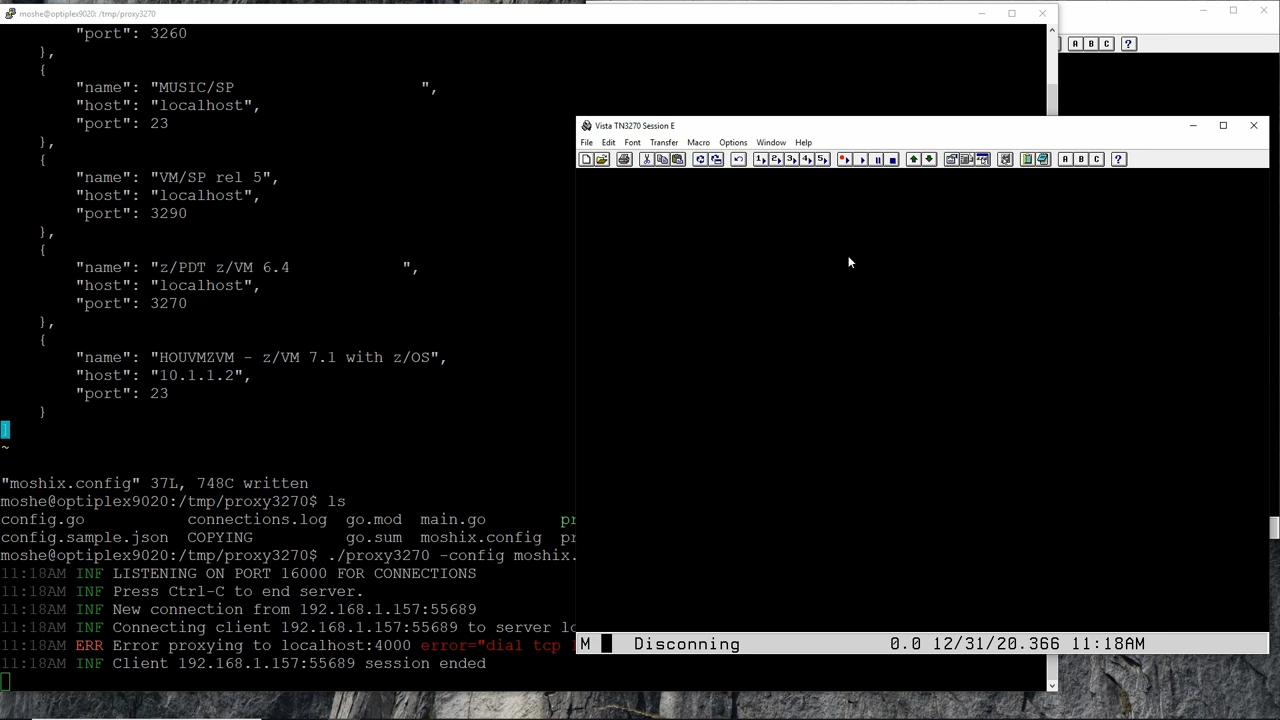 moshe@optiplex9020: /tmp/proxy3270
"port": 3260
},
{
"name": "MUSIC/SP                    ",
"host": "localhost",
"port": 23
},
{
"name": "VM/SP rel 5",
"host": "localhost",
"port": 3290
},
{
"name": "z/PDT z/VM 6.4            ",
"host": "localhost",
"port": 3270
},
{
"name": "HOUVMZVM - z/VM 7.1 with z/OS",
"host": "10.1.1.2",
"port": 23
}
]
~
"moshix.config" 37L, 748C written
moshe@optiplex9020:/tmp/proxy3270$ ls
config.go connections.log go.mod main.go pr
config.sample.json COPYING go.sum moshix.config pr
moshe@optiplex9020:/tmp/proxy3270$ ./proxy3270 -config moshix.
11:18AM INF LISTENING ON PORT 16000 FOR CONNECTIONS
11:18AM INF Press Ctrl-C to end server.
11:18AM INF New connection from 192.168.1.157:55689
11:18AM INF Connecting client 192.168.1.157:55689 to server lo
11:18AM ERR Error proxying to localhost:4000 error="dial tcp
11:18AM INF Client 192.168.1.157:55689 session ended
A B C ?
Vista TN3270 Session E
File Edit Font Transfer Macro Options Window Help
1 2 3 4 5 A B C ?
M Disconning 0.0 12/31/20.366 11:18AM